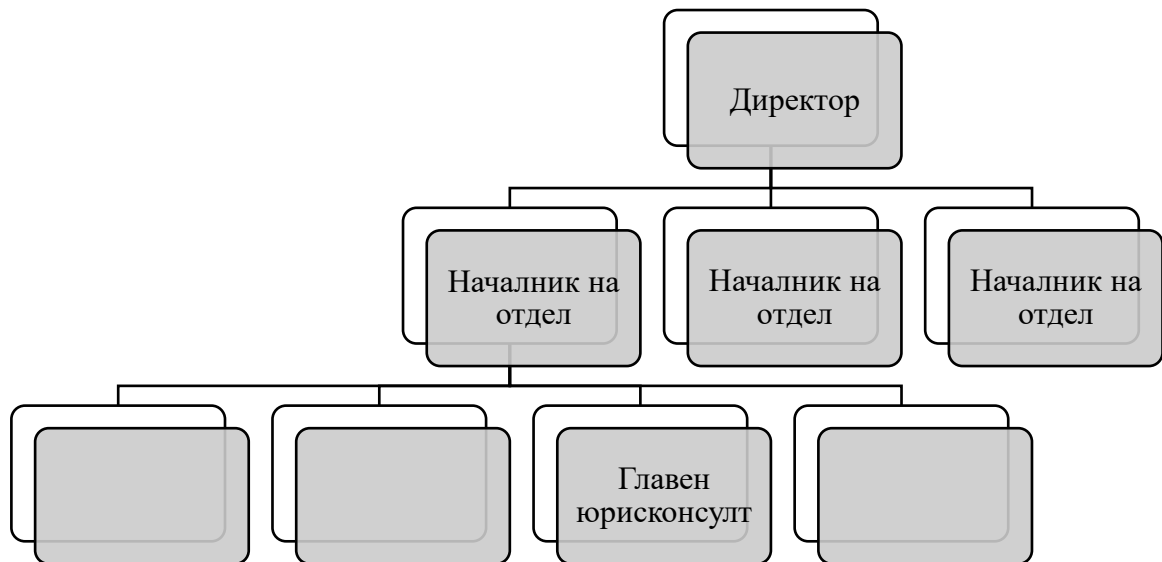 Директор
Началник на
отдел
Началник на
отдел
Началник на
отдел
Главен
юрисконсулт